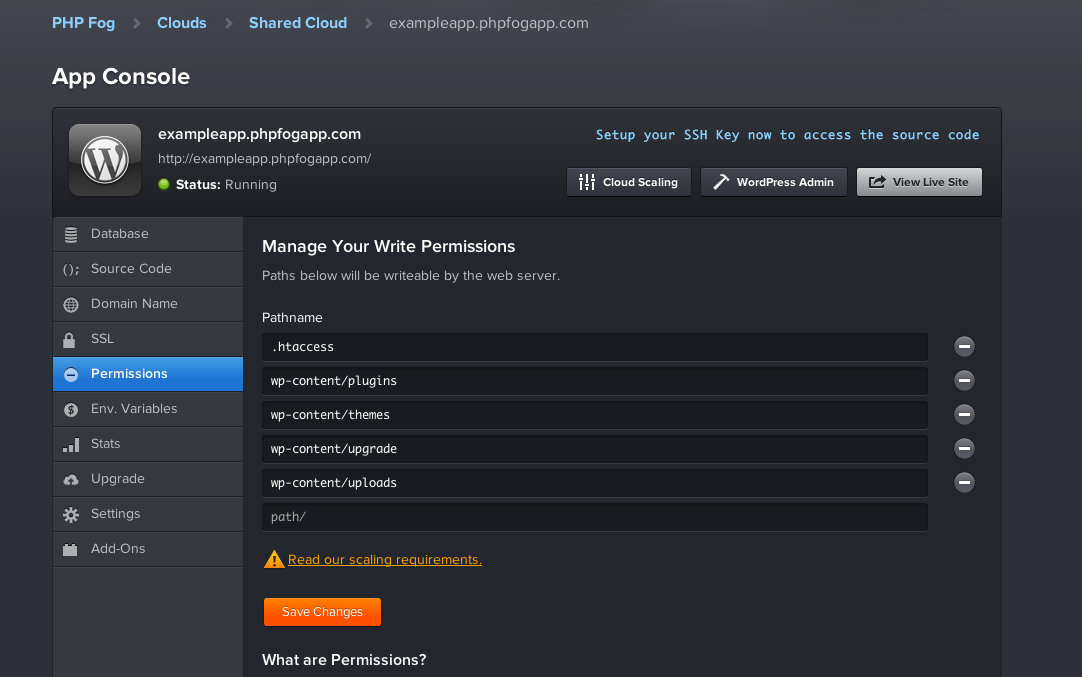 PHP Fog > Clouds > Shared Cloud > exampleapp.phpfogapp.com
App Console
exampleapp.phpfogapp.com
http://exampleapp.phpfogapp.com/
Status: Running
Setup your SSH Key now to access the source code
Cloud Scaling
WordPress Admin
View Live Site
Database
(); Source Code
Domain Name
SSL
Permissions
Env. Variables
Stats
Upgrade
Settings
Add-Ons
Manage Your Write Permissions
Paths below will be writeable by the web server.
Pathname
.htaccess
wp-content/plugins
wp-content/themes
wp-content/upgrade
wp-content/uploads
path/
Read our scaling requirements.
Save Changes
What are Permissions?